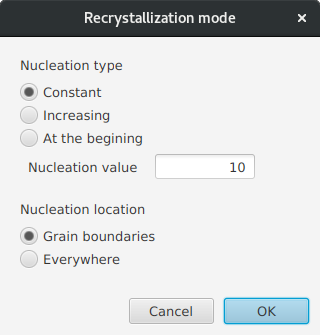 Recrystallization mode ×
Nucleation type
Constant
Increasing
At the begining
Nucleation value 10
Nucleation location
Grain boundaries
Everywhere
Cancel OK